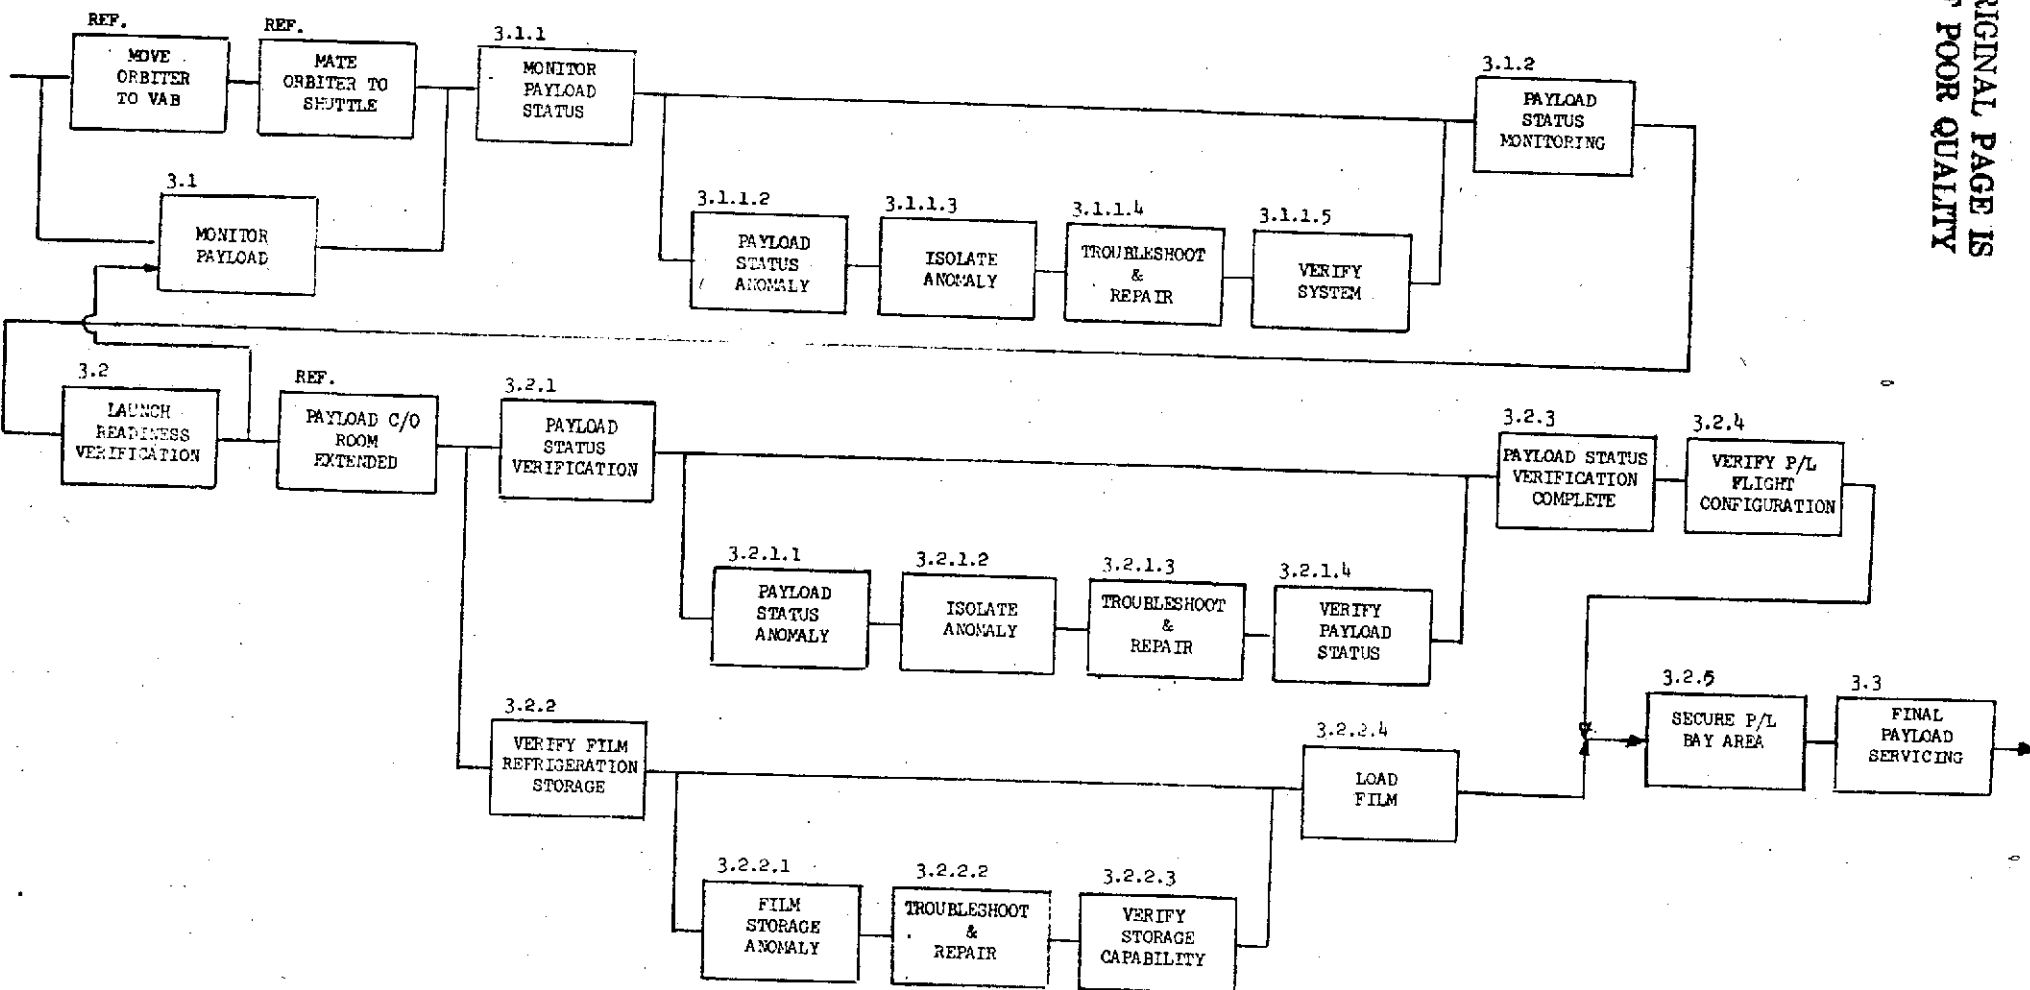 RIGINAL PAGE IS
F POOR QUALITY
REF.
MOVE
ORBITER
TO VAB
REF.
MATE
ORBITER TO
SHUTTLE
3.1.1
MONITOR
PAYLOAD
STATUS
3.1.2
PAYLOAD
STATUS
MONITORING
3.1
MONITOR
PAYLOAD
3.1.1.2
PAYLOAD
STATUS
ANOMALY
3.1.1.3
ISOLATE
ANOMALY
3.1.1.4
TROUBLESHOOT
&
REPAIR
3.1.1.5
VERIFY
SYSTEM
3.2
LAUNCH
READINESS
VERIFICATION
REF.
PAYLOAD C/O
ROOM
EXTENDED
3.2.1
PAYLOAD
STATUS
VERIFICATION
3.2.3
PAYLOAD STATUS
VERIFICATION
COMPLETE
3.2.4
VERIFY P/L
FLIGHT
CONFIGURATION
3.2.1.1
PAYLOAD
STATUS
ANOMALY
3.2.1.2
ISOLATE
ANOMALY
3.2.1.3
TROUBLESHOOT
&
REPAIR
3.2.1.4
VERIFY
PAYLOAD
STATUS
3.2.2
VERIFY FILM
REFRIGERATION
STORAGE
3.2.2.4
LOAD
FILM
3.2.5
SECURE P/L
BAY AREA
3.3
FINAL
PAYLOAD
SERVICING
3.2.2.1
FILM
STORAGE
ANOMALY
3.2.2.2
TROUBLESHOOT
&
REPAIR
3.2.2.3
VERIFY
STORAGE
CAPABILITY